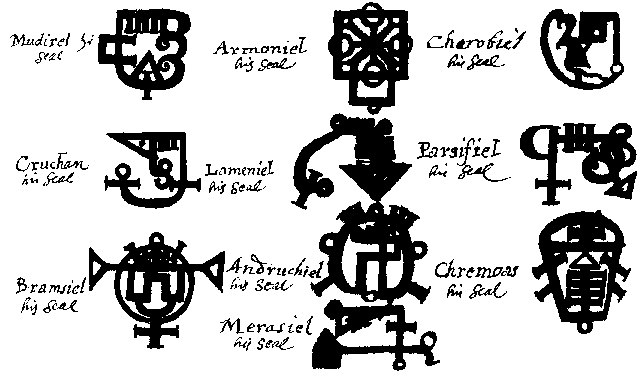 Mudirel his
Seal
Armoniel
his Seal
Charobiel
his Seal
Cruchan
his Seal
Lameniel
his Seal
Parsifiel
his Seal
Bramsiel
his Seal
Andruchiel
his Seal
Chremoas
his Seal
Merasiel
his Seal